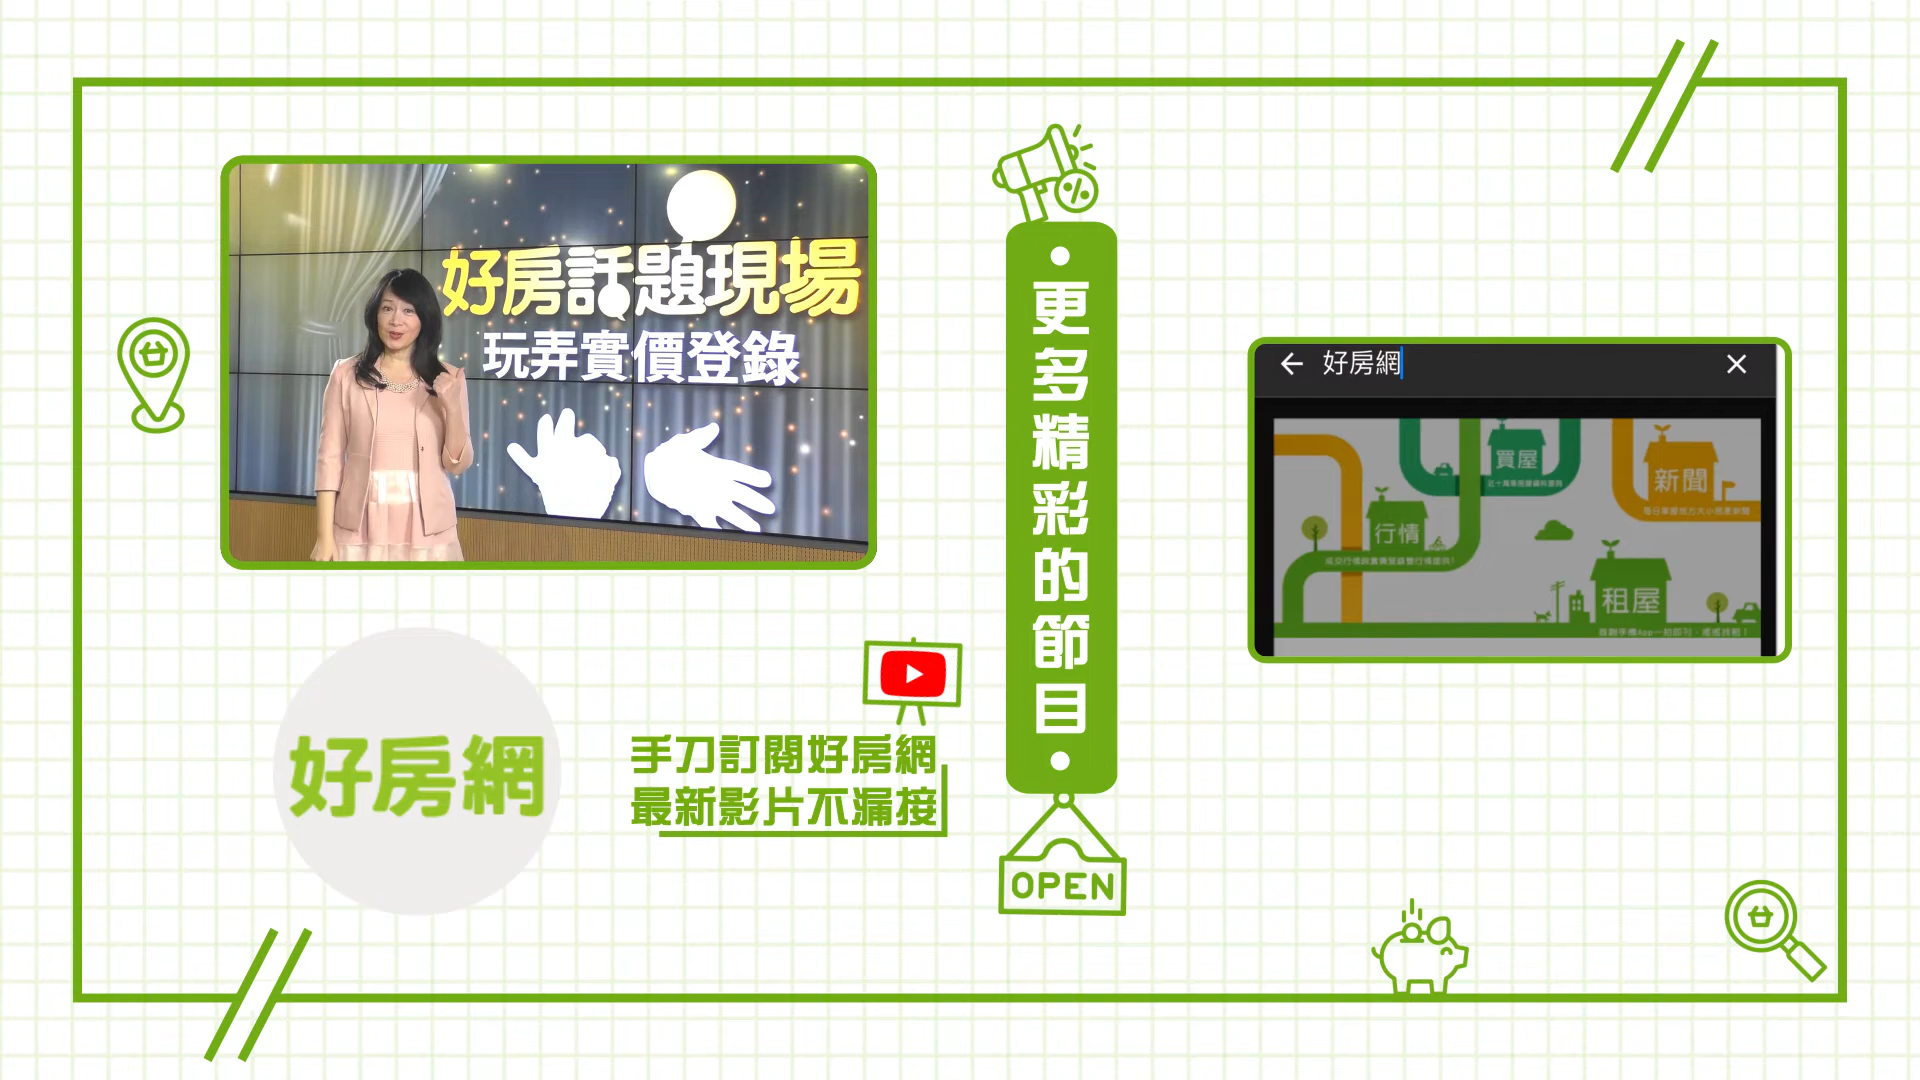 好房話題現場
玩弄實價登錄
好房網
手刀訂閱好房網
最新影片不漏接
%
更多精彩的節目
OPEN
好房網
買屋
新聞
行情
租屋